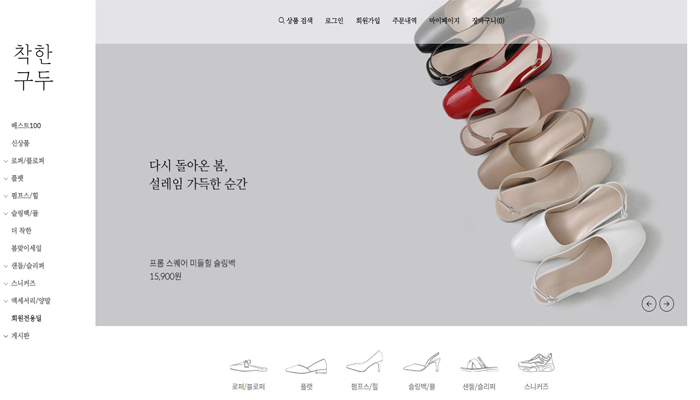 착한
구두
베스트100
신상품
로퍼/블로퍼
플랫
펌프스/힐
슬링백/뮬
더 착한
봄맞이세일
샌들/슬리퍼
스니커즈
액세서리/양말
회원전용딜
게시판
상품 검색 로그인 회원가입 주문내역 마이페이지 장바구니(0)
다시 돌아온 봄,
설레임 가득한 순간
프롬 스퀘어 미들힐 슬링백
15,900원
로퍼/블로퍼 플랫 펌프스/힐 슬링백/뮬 샌들/슬리퍼 스니커즈